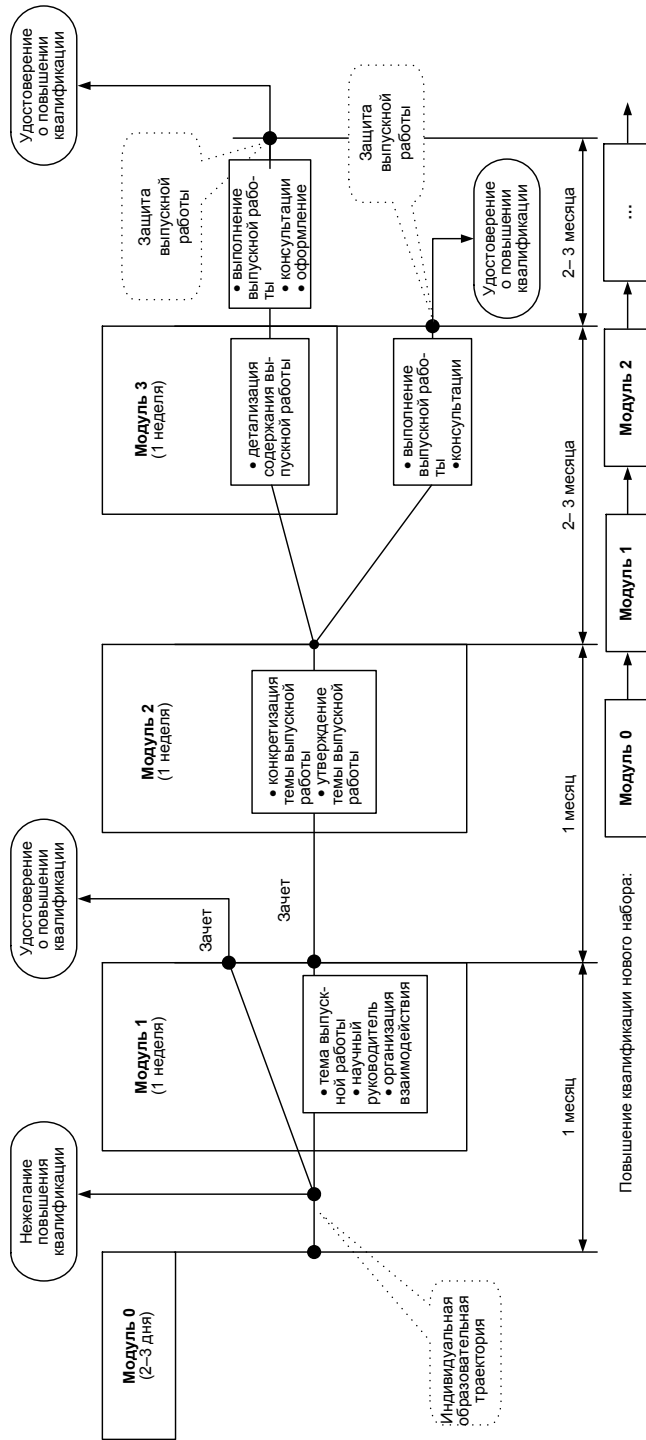 Нежелание
повышения
квалификации
Удостоверение
о повышении
квалификации
Удостоверение
о повышении
квалификации
Модуль 0
(2–3 дня)
Модуль 1
(1 неделя)
Модуль 2
(1 неделя)
Модуль 3
(1 неделя)
Защита
выпускной
работы
Зачет
Зачет
• тема выпуск-
ной работы
• научный
руководитель
• организация
взаимодействия
• конкретизация
темы выпускной
работы
• утверждение
темы выпускной
работы
• детализация
содержания вы-
пускной работы
• выполнение
выпускной рабо-
ты
• консультации
• оформление
Индивидуальная
образовательная
траектория
• выполнение
выпускной рабо-
ты
• консультации
Защита
выпускной
работы
Удостоверение
о повышении
квалификации
1 месяц
1 месяц
2– 3 месяца
2– 3 месяца
Повышение квалификации нового набора:
Модуль 0
Модуль 1
Модуль 2
...